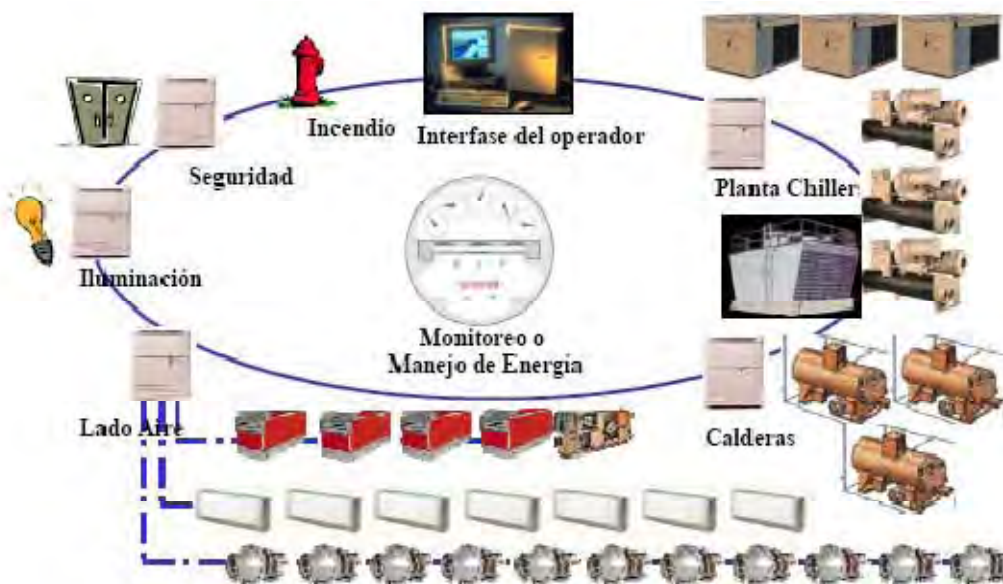 Incendio
Interfase del operador
Seguridad
Planta Chiller
Iluminación
Monitoreo o
Manejo de Energía
Lado Aire
Calderas